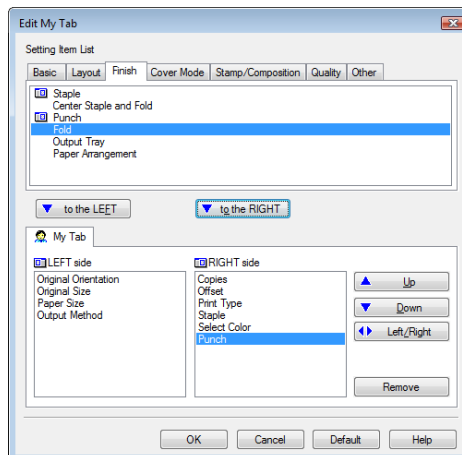 Edit My Tab
Setting Item List
Basic Layout Finish Cover Mode Stamp/Composition Quality Other
Staple
Center Staple and Fold
Punch
Fold
Output Tray
Paper Arrangement
to the LEFT to the RIGHT
My Tab
LEFT side RIGHT side
Original Orientation
Original Size
Paper Size
Output Method
Copies
Offset
Print Type
Staple
Select Color
Punch
Up
Down
Left/Right
Remove
OK Cancel Default Help